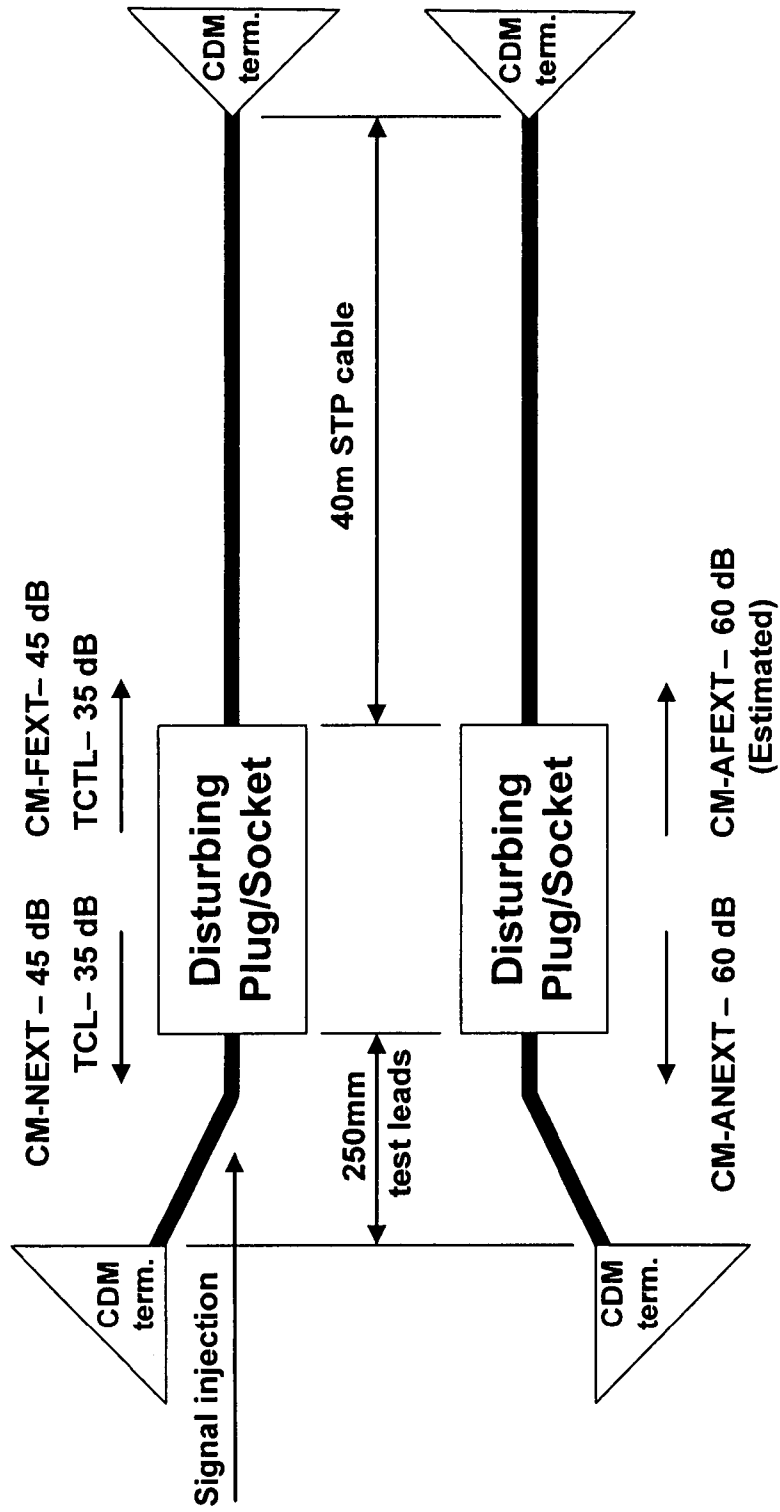 CM-NEXT – 45 dB
TCL– 35 dB
CM-FEXT– 45 dB
TCTL– 35 dB
CDM
term.
Disturbing
Plug/Socket
CDM
term.
Signal injection
250mm
test leads
40m STP cable
CDM
term.
Disturbing
Plug/Socket
CDM
term.
CM-ANEXT – 60 dB
CM-AFEXT – 60 dB
(Estimated)